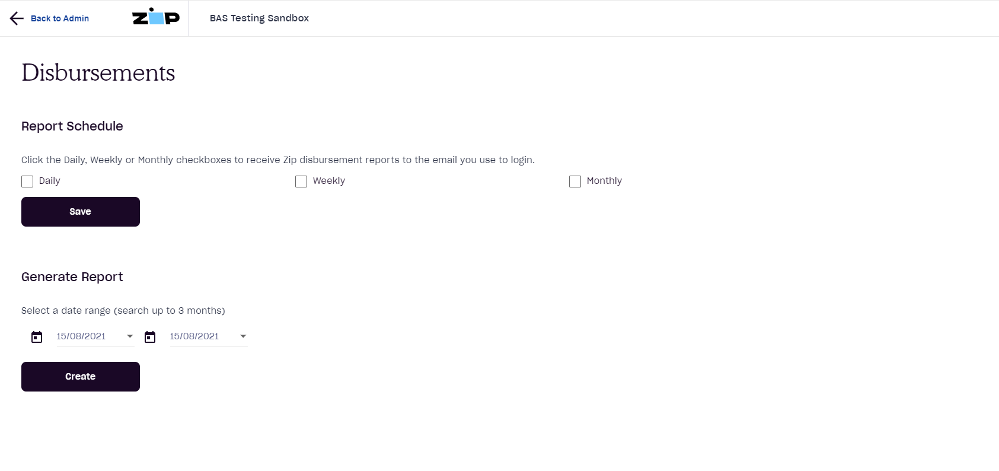 Back to Admin
zip
BAS Testing Sandbox
Disbursements
Report Schedule
Click the Daily, Weekly or Monthly checkboxes to receive Zip disbursement reports to the email you use to login.
Daily
Weekly
Monthly
Save
Generate Report
Select a date range (search up to 3 months)
15/08/2021
15/08/2021
Create